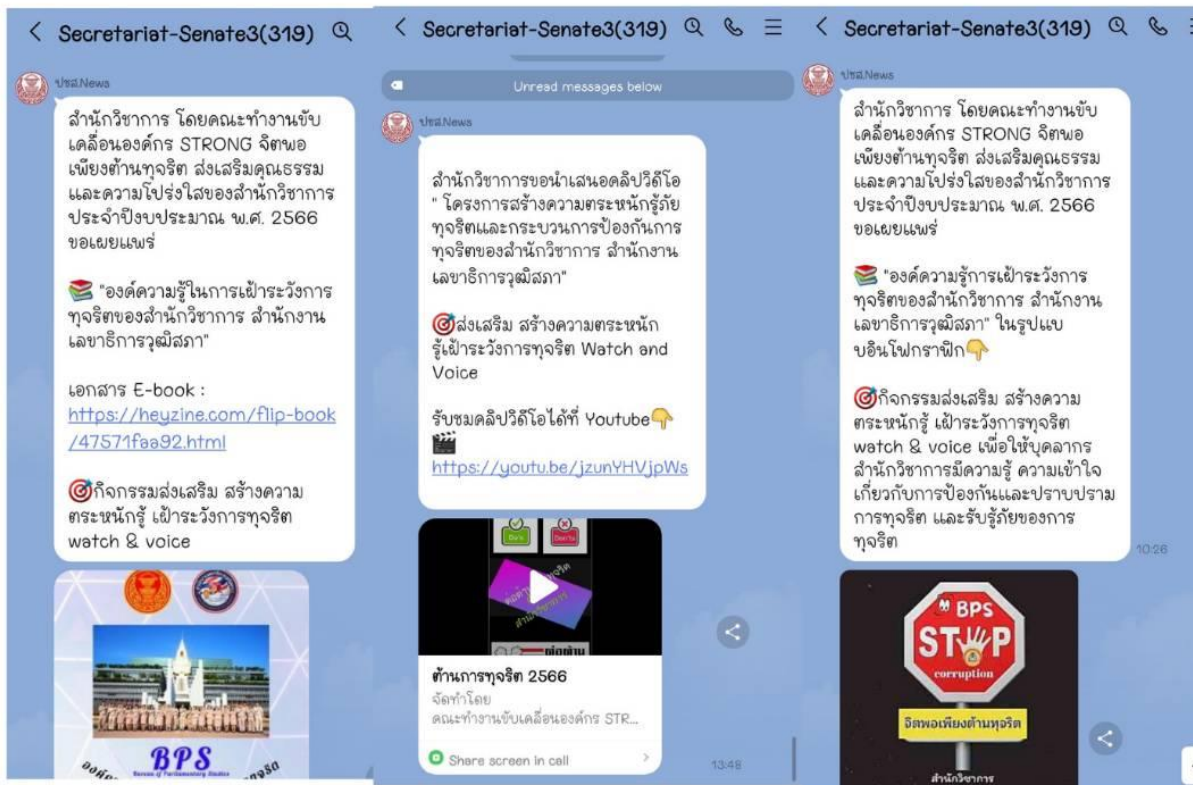 Secretariat-Senate3(319)
ปชส.News
สำนักวิชาการ โดยคณะทำงานขับ
เคลื่อนองค์กร STRONG จิตพอ
เพียงต้านทุจริต ส่งเสริมคุณธรรม
และความโปร่งใสของสำนักวิชาการ
ประจำปีงบประมาณ พ.ศ. 2566
ขอเผยแพร่
"องค์ความรู้ในการเฝ้าระวังการ
ทุจริตของสำนักวิชาการ สำนักงาน
เลขาธิการวุฒิสภา"
เอกสาร E-book :
https://heyzine.com/flip-book
/47571faa92.html
กิจกรรมส่งเสริม สร้างความ
ตระหนักรู้ เฝ้าระวังการทุจริต
watch & voice
BPS
Bureau of Parliamentary Studies
Secretariat-Senate3(319)
Unread messages below
ปชส.News
สำนักวิชาการขอนำเสนอคลิปวิดีโอ
" โครงการสร้างความตระหนักรู้ภัย
ทุจริตและกระบวนการป้องกันการ
ทุจริตของสำนักวิชาการ สำนักงาน
เลขาธิการวุฒิสภา"
ส่งเสริม สร้างความตระหนัก
รู้เฝ้าระวังการทุจริต Watch and
Voice
รับชมคลิปวิดีโอได้ที่ Youtube
https://youtu.be/jzunYHVjpWs
Do's
Don'ts
สำนักวิชาการ
ต้านการทุจริต 2566
จัดทำโดย
คณะทำงานขับเคลื่อนองค์กร STR...
Share screen in call
13:48
Secretariat-Senate3(319)
ปชส.News
สำนักวิชาการ โดยคณะทำงานขับ
เคลื่อนองค์กร STRONG จิตพอ
เพียงต้านทุจริต ส่งเสริมคุณธรรม
และความโปร่งใสของสำนักวิชาการ
ประจำปีงบประมาณ พ.ศ. 2566
ขอเผยแพร่
"องค์ความรู้การเฝ้าระวังการ
ทุจริตของสำนักวิชาการ สำนักงาน
เลขาธิการวุฒิสภา" ในรูปแบ
บอินโฟกราฟิก
กิจกรรมส่งเสริม สร้างความ
ตระหนักรู้ เฝ้าระวังการทุจริต
watch & voice เพื่อให้บุคลากร
สำนักวิชาการมีความรู้ ความเข้าใจ
เกี่ยวกับการป้องกันและปราบปราม
การทุจริต และรับรู้ภัยของการ
ทุจริต
10:26
BPS
STOP
corruption
จิตพอเพียงต้านทุจริต
สำนักวิชาการ